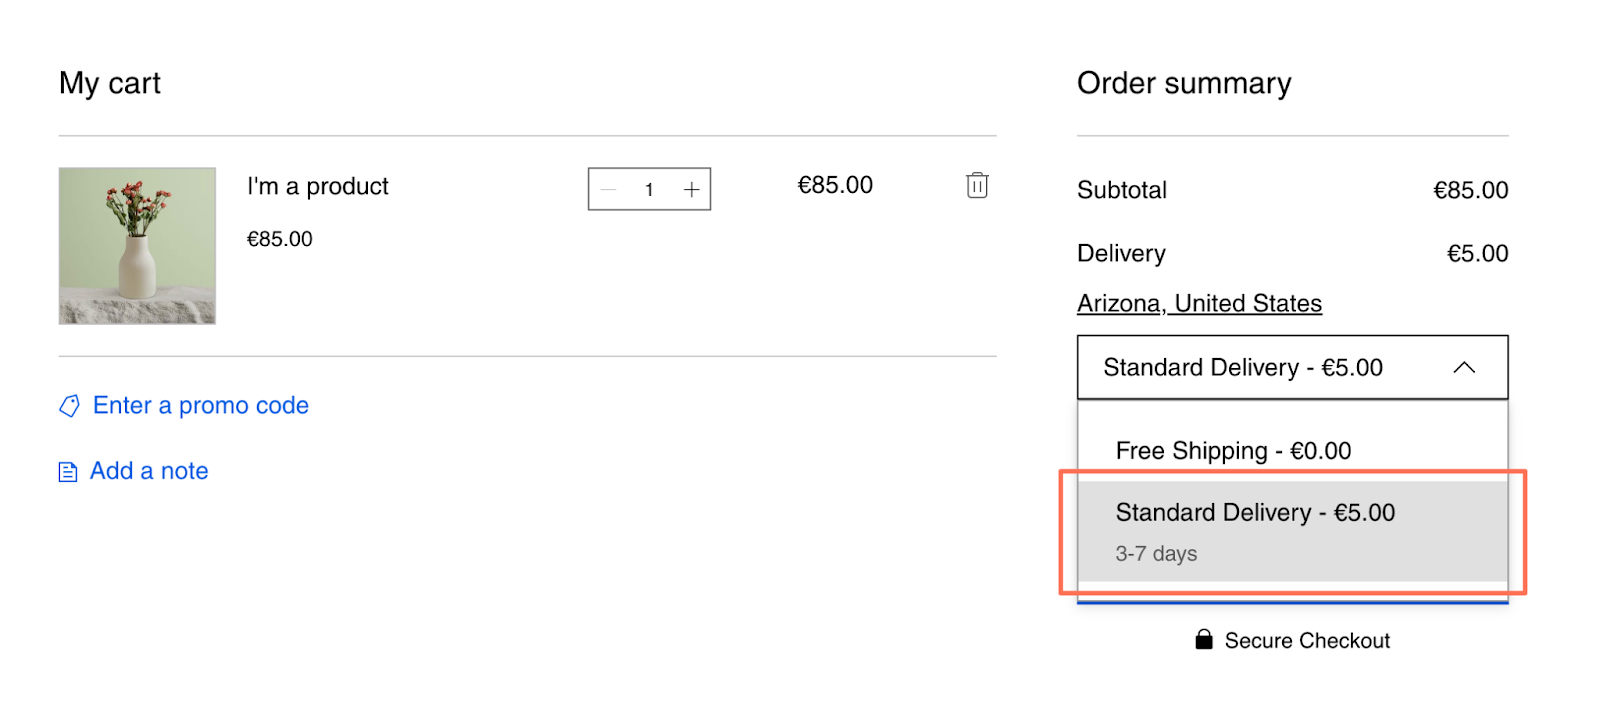 My cart
I'm a product
€85.00
1
€85.00
Enter a promo code
Add a note
Order summary
Subtotal €85.00
Delivery €5.00
Arizona, United States
Standard Delivery - €5.00
Free Shipping - €0.00
Standard Delivery - €5.00
3-7 days
Secure Checkout